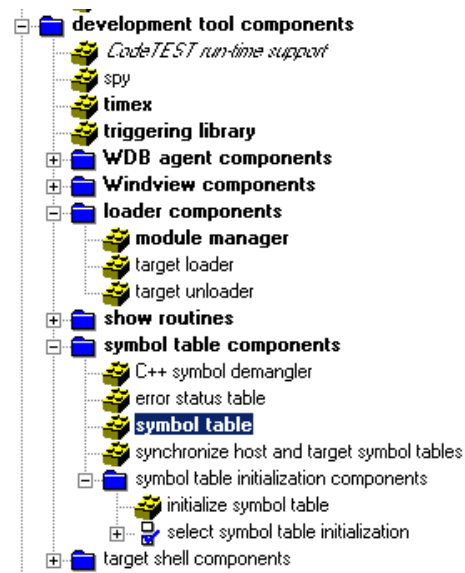 development tool components
CodeTEST run-time support
spy
timex
triggering library
WDB agent components
Windview components
loader components
module manager
target loader
target unloader
show routines
symbol table components
C++ symbol demangler
error status table
symbol table
synchronize host and target symbol tables
symbol table initialization components
initialize symbol table
select symbol table initialization
target shell components